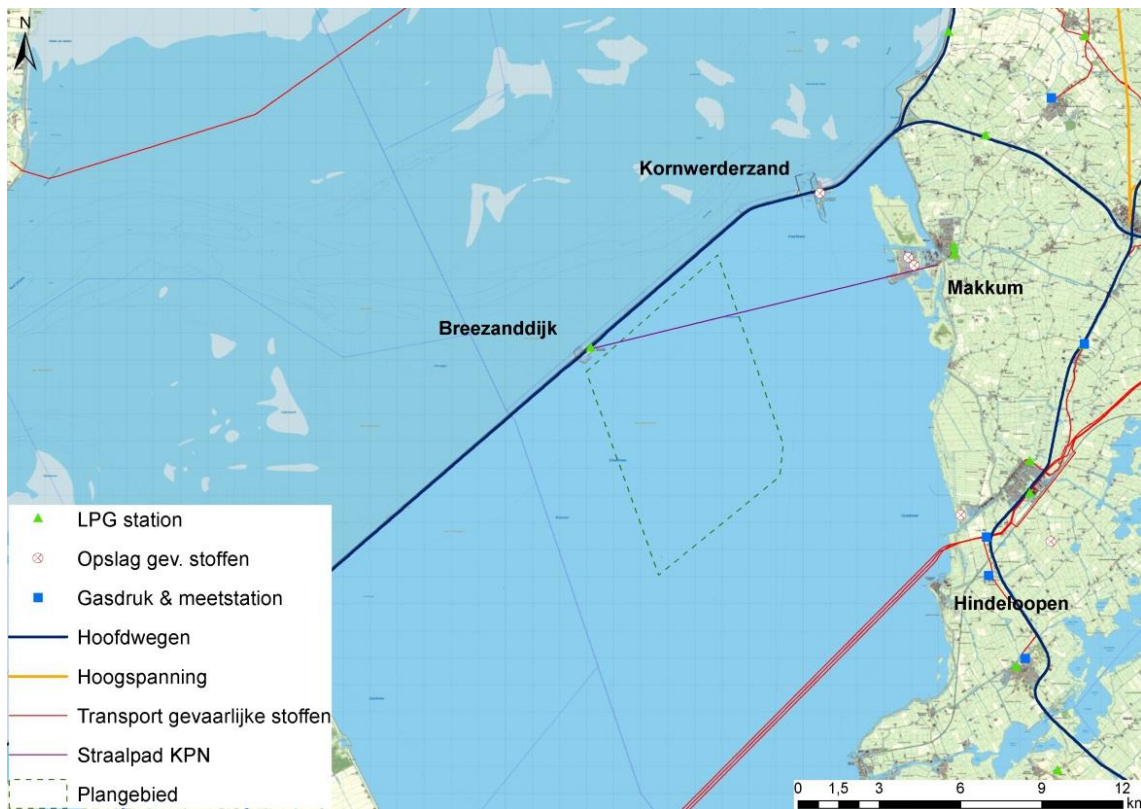 N
Kornwerderzand
Makkum
Breezanddijk
Hindeloopen
LPG station
Opslag gev. stoffen
Gasdruk & meetstation
Hoofdwegen
Hoogspanning
Transport gevaarlijke stoffen
Straalpad KPN
Plangebied
0 1,5 3 6 9 12
km